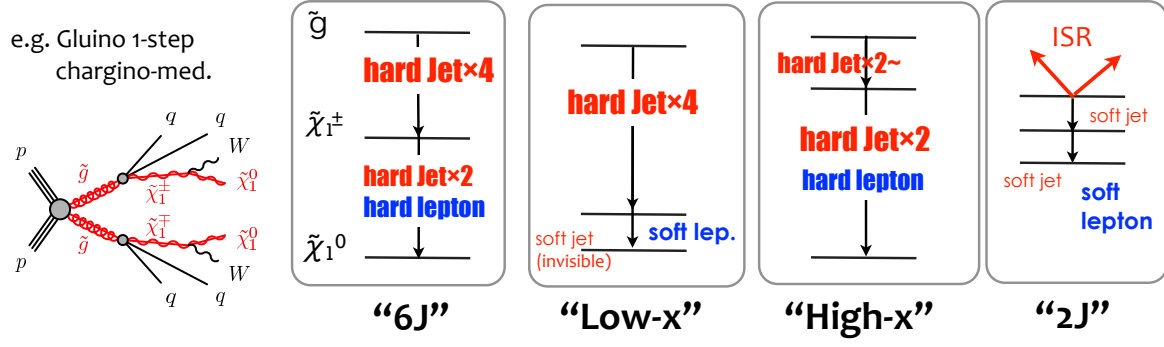 e.g. Gluino 1-step
chargino-med.
p
p
g̃
g̃
q
q
W
χ̃₁⁰
χ̃₁±
χ̃₁∓
χ̃₁⁰
W
q
q
g̃
hard Jet×4
χ̃₁±
hard Jet×2
hard lepton
χ̃₁⁰
“6J”
hard Jet×4
soft jet
(invisible)
soft lep.
“Low-x”
hard Jet×2~
hard Jet×2
hard lepton
“High-x”
ISR
soft jet
soft jet
soft
lepton
“2J”